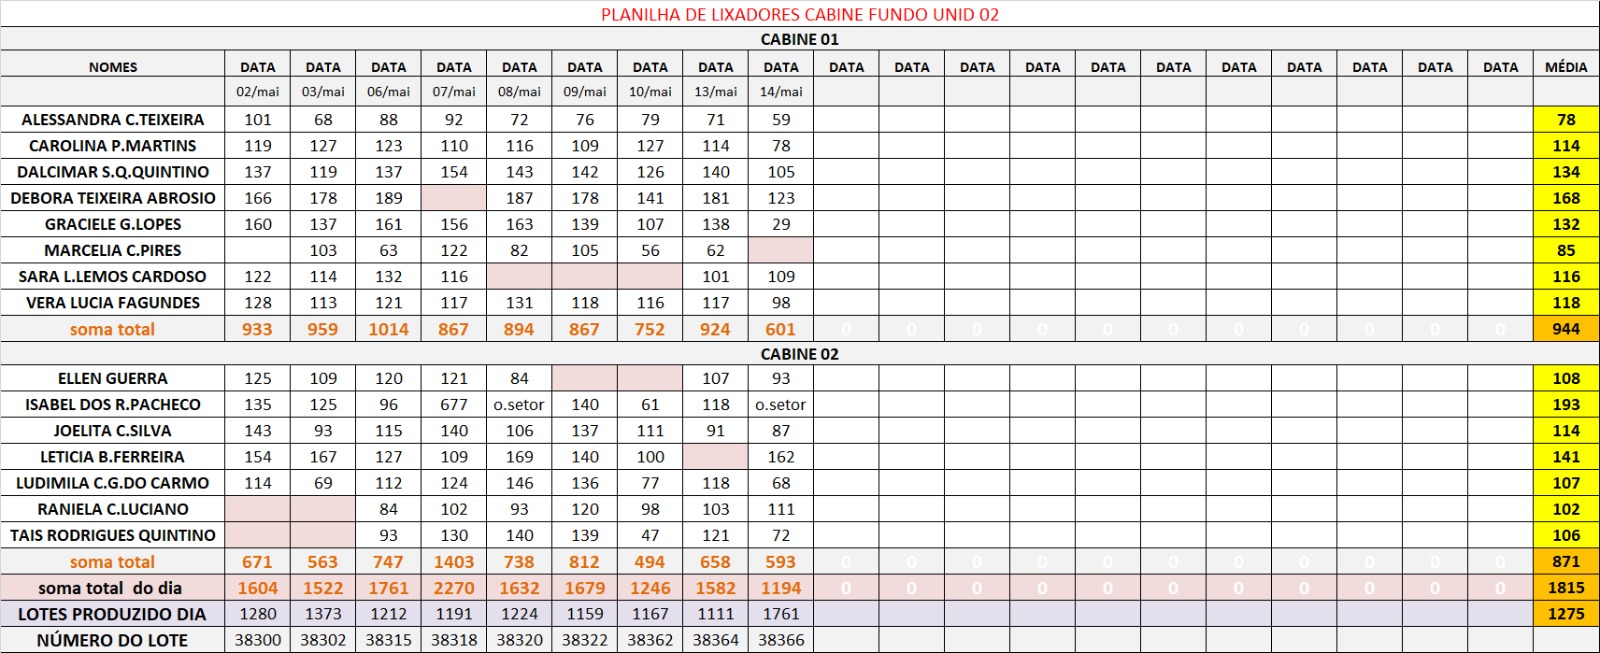 PLANILHA DE LIXADORES CABINE FUNDO UNID 02
CABINE 01
NOMES DATA DATA DATA DATA DATA DATA DATA DATA DATA DATA DATA DATA DATA DATA DATA DATA DATA DATA DATA DATA MÉDIA
02/mai 03/mai 06/mai 07/mai 08/mai 09/mai 10/mai 13/mai 14/mai
ALESSANDRA C.TEIXEIRA 101 68 88 92 72 76 79 71 59 78
CAROLINA P.MARTINS 119 127 123 110 116 109 127 114 78 114
DALCIMAR S.Q.QUINTINO 137 119 137 154 143 142 126 140 105 134
DEBORA TEIXEIRA ABROSIO 166 178 189 187 178 141 181 123 168
GRACIELE G.LOPES 160 137 161 156 163 139 107 138 29 132
MARCELIA C.PIRES 103 63 122 82 105 56 62 85
SARA L.LEMOS CARDOSO 122 114 132 116 101 109 116
VERA LUCIA FAGUNDES 128 113 121 117 131 118 116 117 98 118
soma total 933 959 1014 867 894 867 752 924 601 0 0 0 0 0 0 0 0 0 0 0 944
CABINE 02
ELLEN GUERRA 125 109 120 121 84 107 93 108
ISABEL DOS R.PACHECO 135 125 96 677 o.setor 140 61 118 o.setor 193
JOELITA C.SILVA 143 93 115 140 106 137 111 91 87 114
LETICIA B.FERREIRA 154 167 127 109 169 140 100 162 141
LUDIMILA C.G.DO CARMO 114 69 112 124 146 136 77 118 68 107
RANIELA C.LUCIANO 84 102 93 120 98 103 111 102
TAIS RODRIGUES QUINTINO 93 130 140 139 47 121 72 106
soma total 671 563 747 1403 738 812 494 658 593 0 0 0 0 0 0 0 0 0 0 0 871
soma total do dia 1604 1522 1761 2270 1632 1679 1246 1582 1194 0 0 0 0 0 0 0 0 0 0 0 1815
LOTES PRODUZIDO DIA 1280 1373 1212 1191 1224 1159 1167 1111 1761 1275
NÚMERO DO LOTE 38300 38302 38315 38318 38320 38322 38362 38364 38366